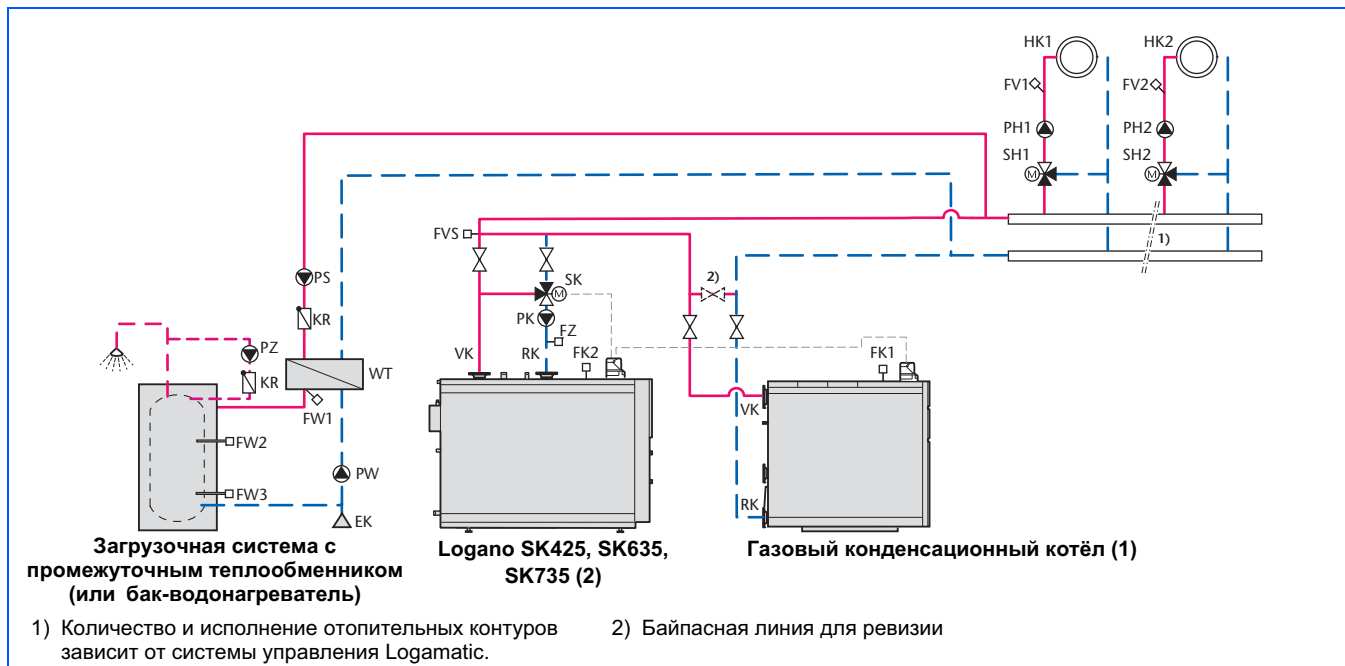 HK1 HK2
FV1 FV2
PH1 PH2
SH1 SH2
M M
1)
FVS
2)
SK
M
PS
KR
PK
FZ
PZ
VK RK FK2 FK1
WT
KR
VK
FW1
FW2
PW
FW3
RK
EK
Загрузочная система с
промежуточным теплообменником
(или бак-водонагреватель)
Logano SK425, SK635,
SK735 (2)
Газовый конденсационный котёл (1)
1) Количество и исполнение отопительных контуров
зависит от системы управления Logamatic.
2) Байпасная линия для ревизии